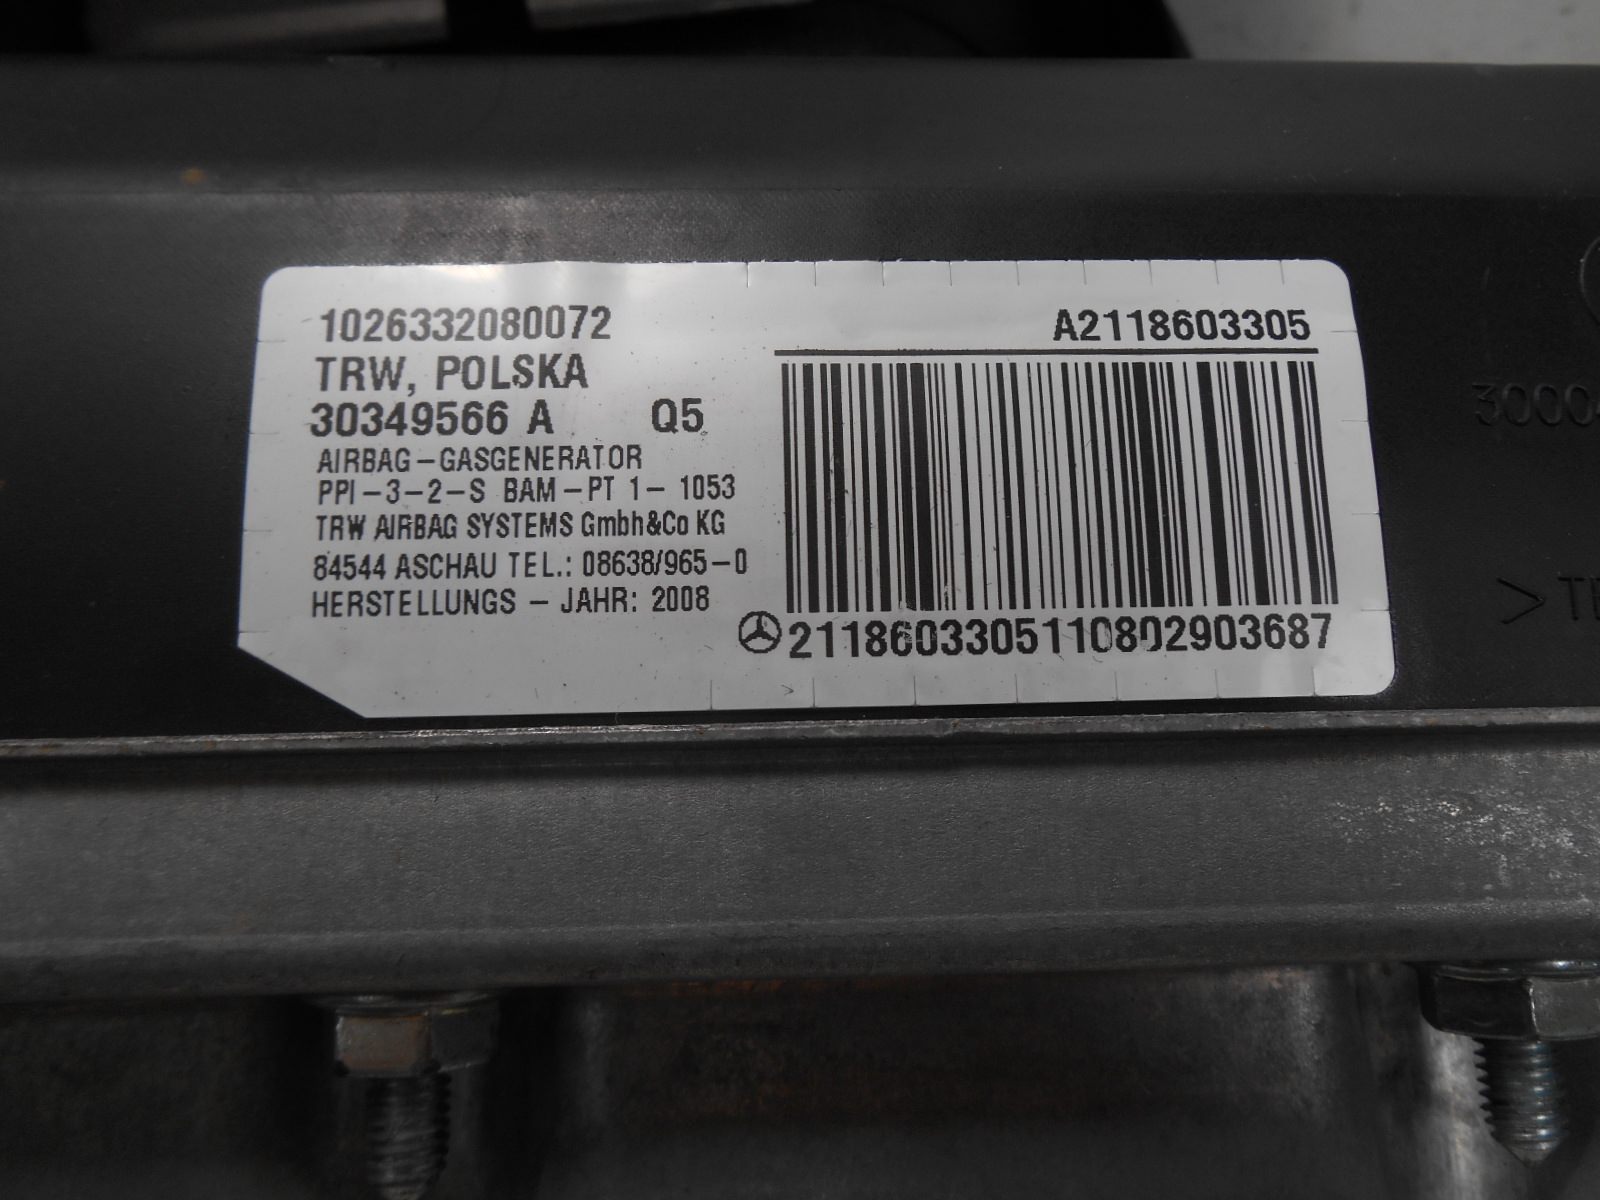 1026332080072
TRW, POLSKA
30349566 A Q5
AIRBAG-GASGENERATOR
PPI-3-2-S BAM-PT 1-1053
TRW AIRBAG SYSTEMS Gmbh&Co KG
84544 ASCHAU TEL.: 08638/965-0
HERSTELLUNGS - JAHR: 2008
A2118603305
2118603305110802903687